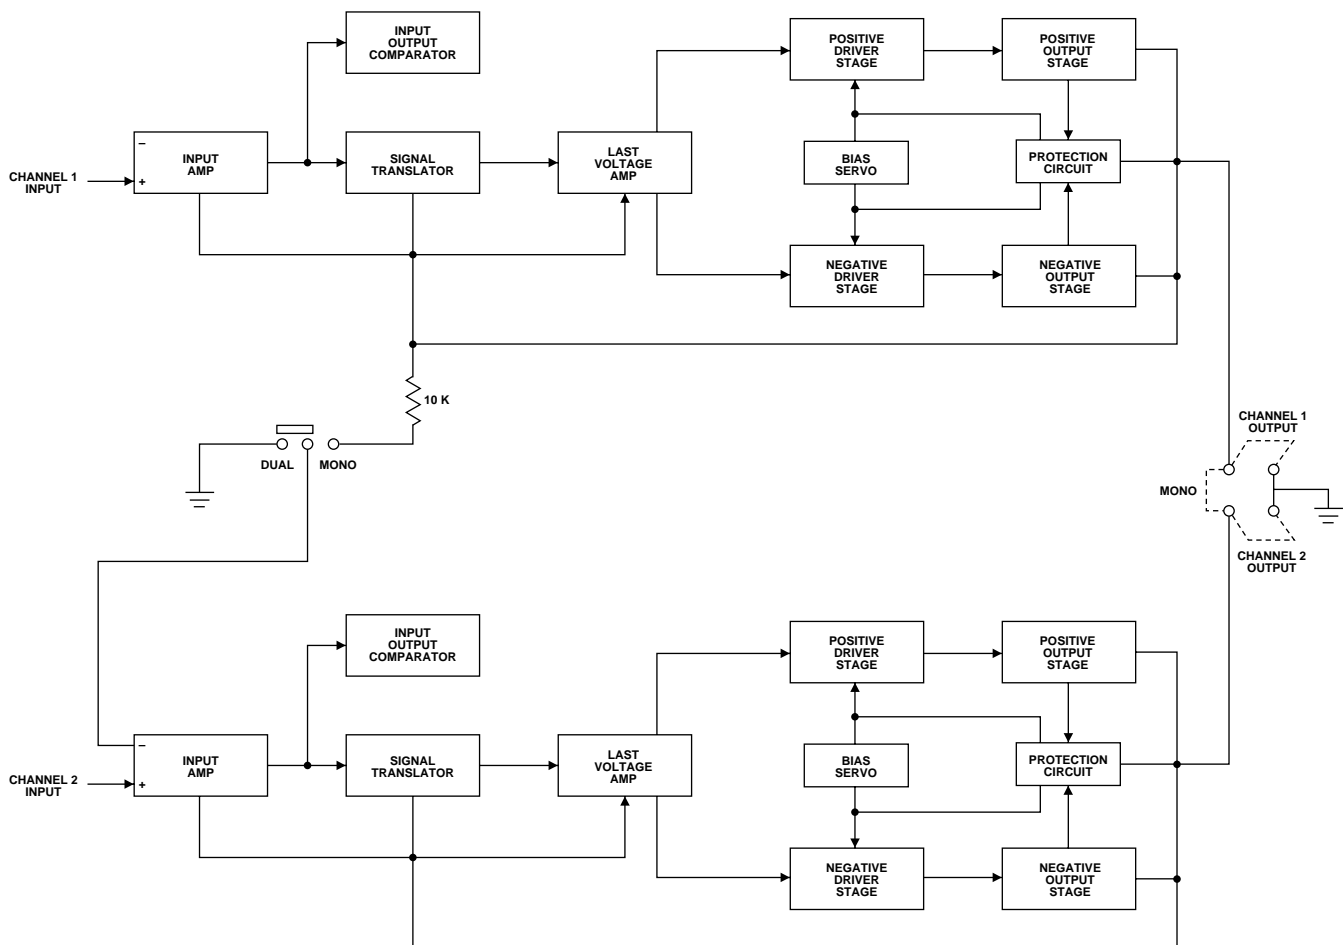 INPUT
OUTPUT
COMPARATOR
POSITIVE
DRIVER
STAGE
POSITIVE
OUTPUT
STAGE
CHANNEL 1
INPUT
–
+
INPUT
AMP
SIGNAL
TRANSLATOR
LAST
VOLTAGE
AMP
BIAS
SERVO
PROTECTION
CIRCUIT
NEGATIVE
DRIVER
STAGE
NEGATIVE
OUTPUT
STAGE
10 K
DUAL
MONO
CHANNEL 1
OUTPUT
MONO
CHANNEL 2
OUTPUT
INPUT
OUTPUT
COMPARATOR
POSITIVE
DRIVER
STAGE
POSITIVE
OUTPUT
STAGE
CHANNEL 2
INPUT
–
+
INPUT
AMP
SIGNAL
TRANSLATOR
LAST
VOLTAGE
AMP
BIAS
SERVO
PROTECTION
CIRCUIT
NEGATIVE
DRIVER
STAGE
NEGATIVE
OUTPUT
STAGE